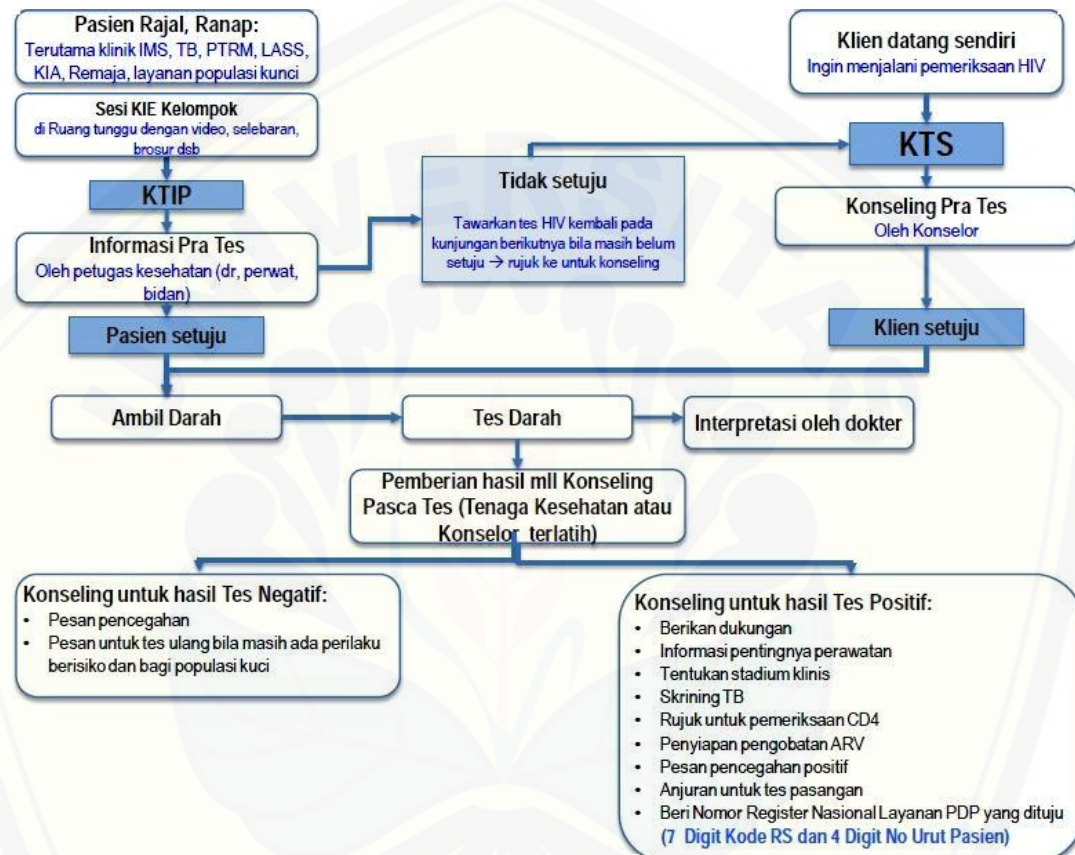 Pasien Rajal, Ranap:
Terutama klinik IMS, TB, PTRM, LASS,
KIA, Remaja, layanan populasi kunci
Sesi KIE Kelompok
di Ruang tunggu dengan video, selebaran,
brosur dsb
KTIP
Informasi Pra Tes
Oleh petugas kesehatan (dr, perwat,
bidan)
Pasien setuju
Tidak setuju
Tawarkan tes HIV kembali pada
kunjungan berikutnya bila masih belum
setuju → rujuk ke untuk konseling
Klien datang sendiri
Ingin menjalani pemeriksaan HIV
KTS
Konseling Pra Tes
Oleh Konselor
Klien setuju
Ambil Darah
Tes Darah
Interpretasi oleh dokter
Pemberian hasil mll Konseling
Pasca Tes (Tenaga Kesehatan atau
Konselor terlatih)
Konseling untuk hasil Tes Negatif:
• Pesan pencegahan
• Pesan untuk tes ulang bila masih ada perilaku
berisiko dan bagi populasi kuci
Konseling untuk hasil Tes Positif:
• Berikan dukungan
• Informasi pentingnya perawatan
• Tentukan stadium klinis
• Skrining TB
• Rujuk untuk pemeriksaan CD4
• Penyiapan pengobatan ARV
• Pesan pencegahan positif
• Anjuran untuk tes pasangan
• Beri Nomor Register Nasional Layanan PDP yang dituju
(7 Digit Kode RS dan 4 Digit No Urut Pasien)
UNIVERSITAS